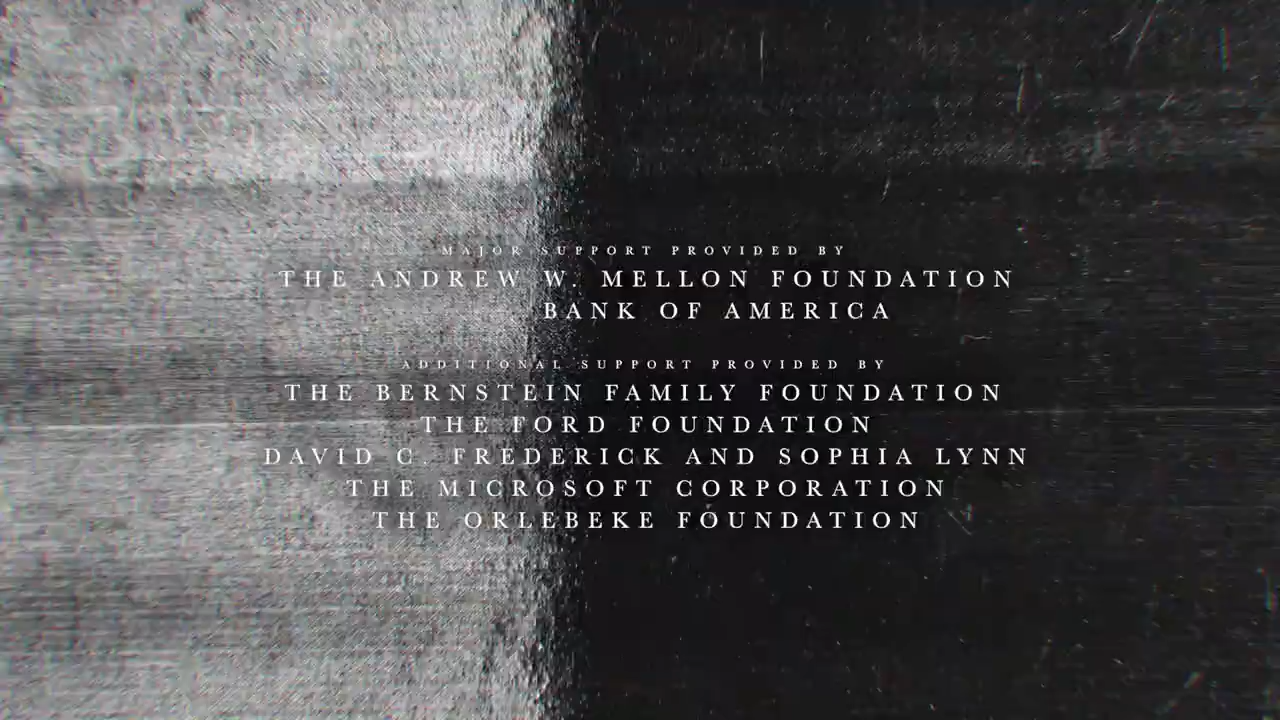 MAJOR SUPPORT PROVIDED BY
THE ANDREW W. MELLON FOUNDATION
BANK OF AMERICA
ADDITIONAL SUPPORT PROVIDED BY
THE BERNSTEIN FAMILY FOUNDATION
THE FORD FOUNDATION
DAVID C. FREDERICK AND SOPHIA LYNN
THE MICROSOFT CORPORATION
THE ORLEBEKE FOUNDATION